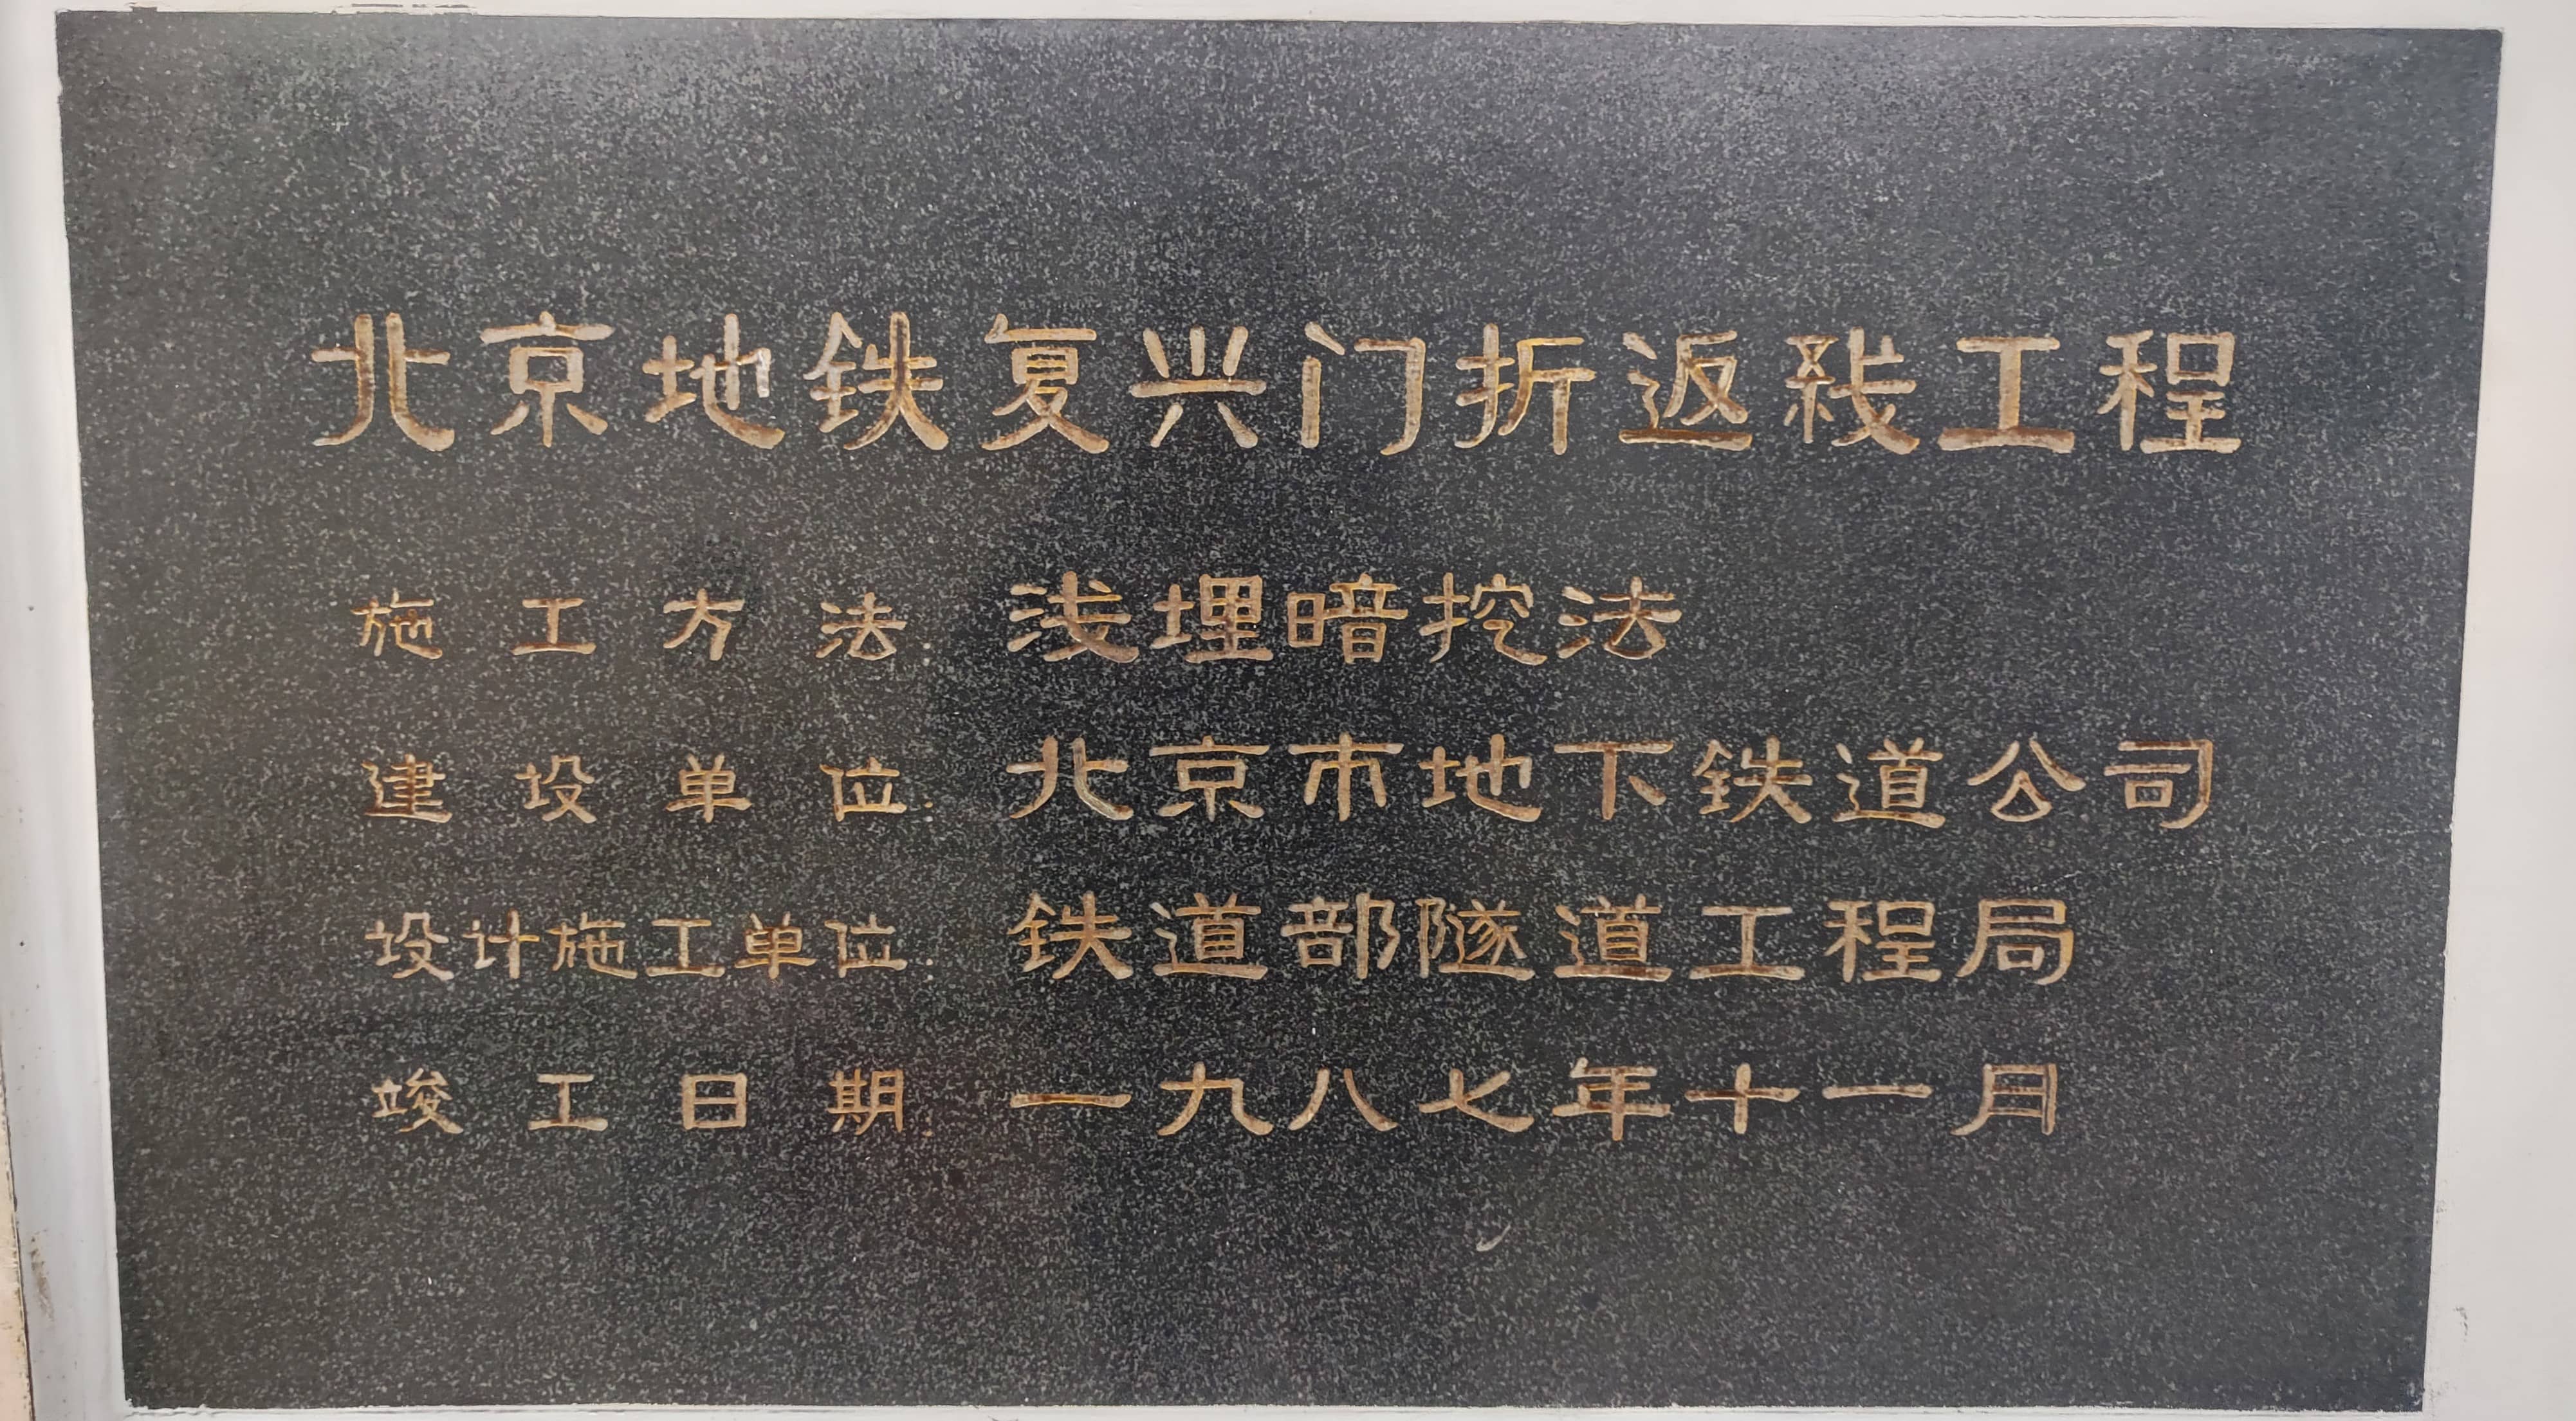 北京地铁复兴门折返线工程
施工方法:浅埋暗挖法
建设单位:北京市地下铁道公司
设计施工单位:铁道部隧道工程局
竣工日期:一九八七年十一月